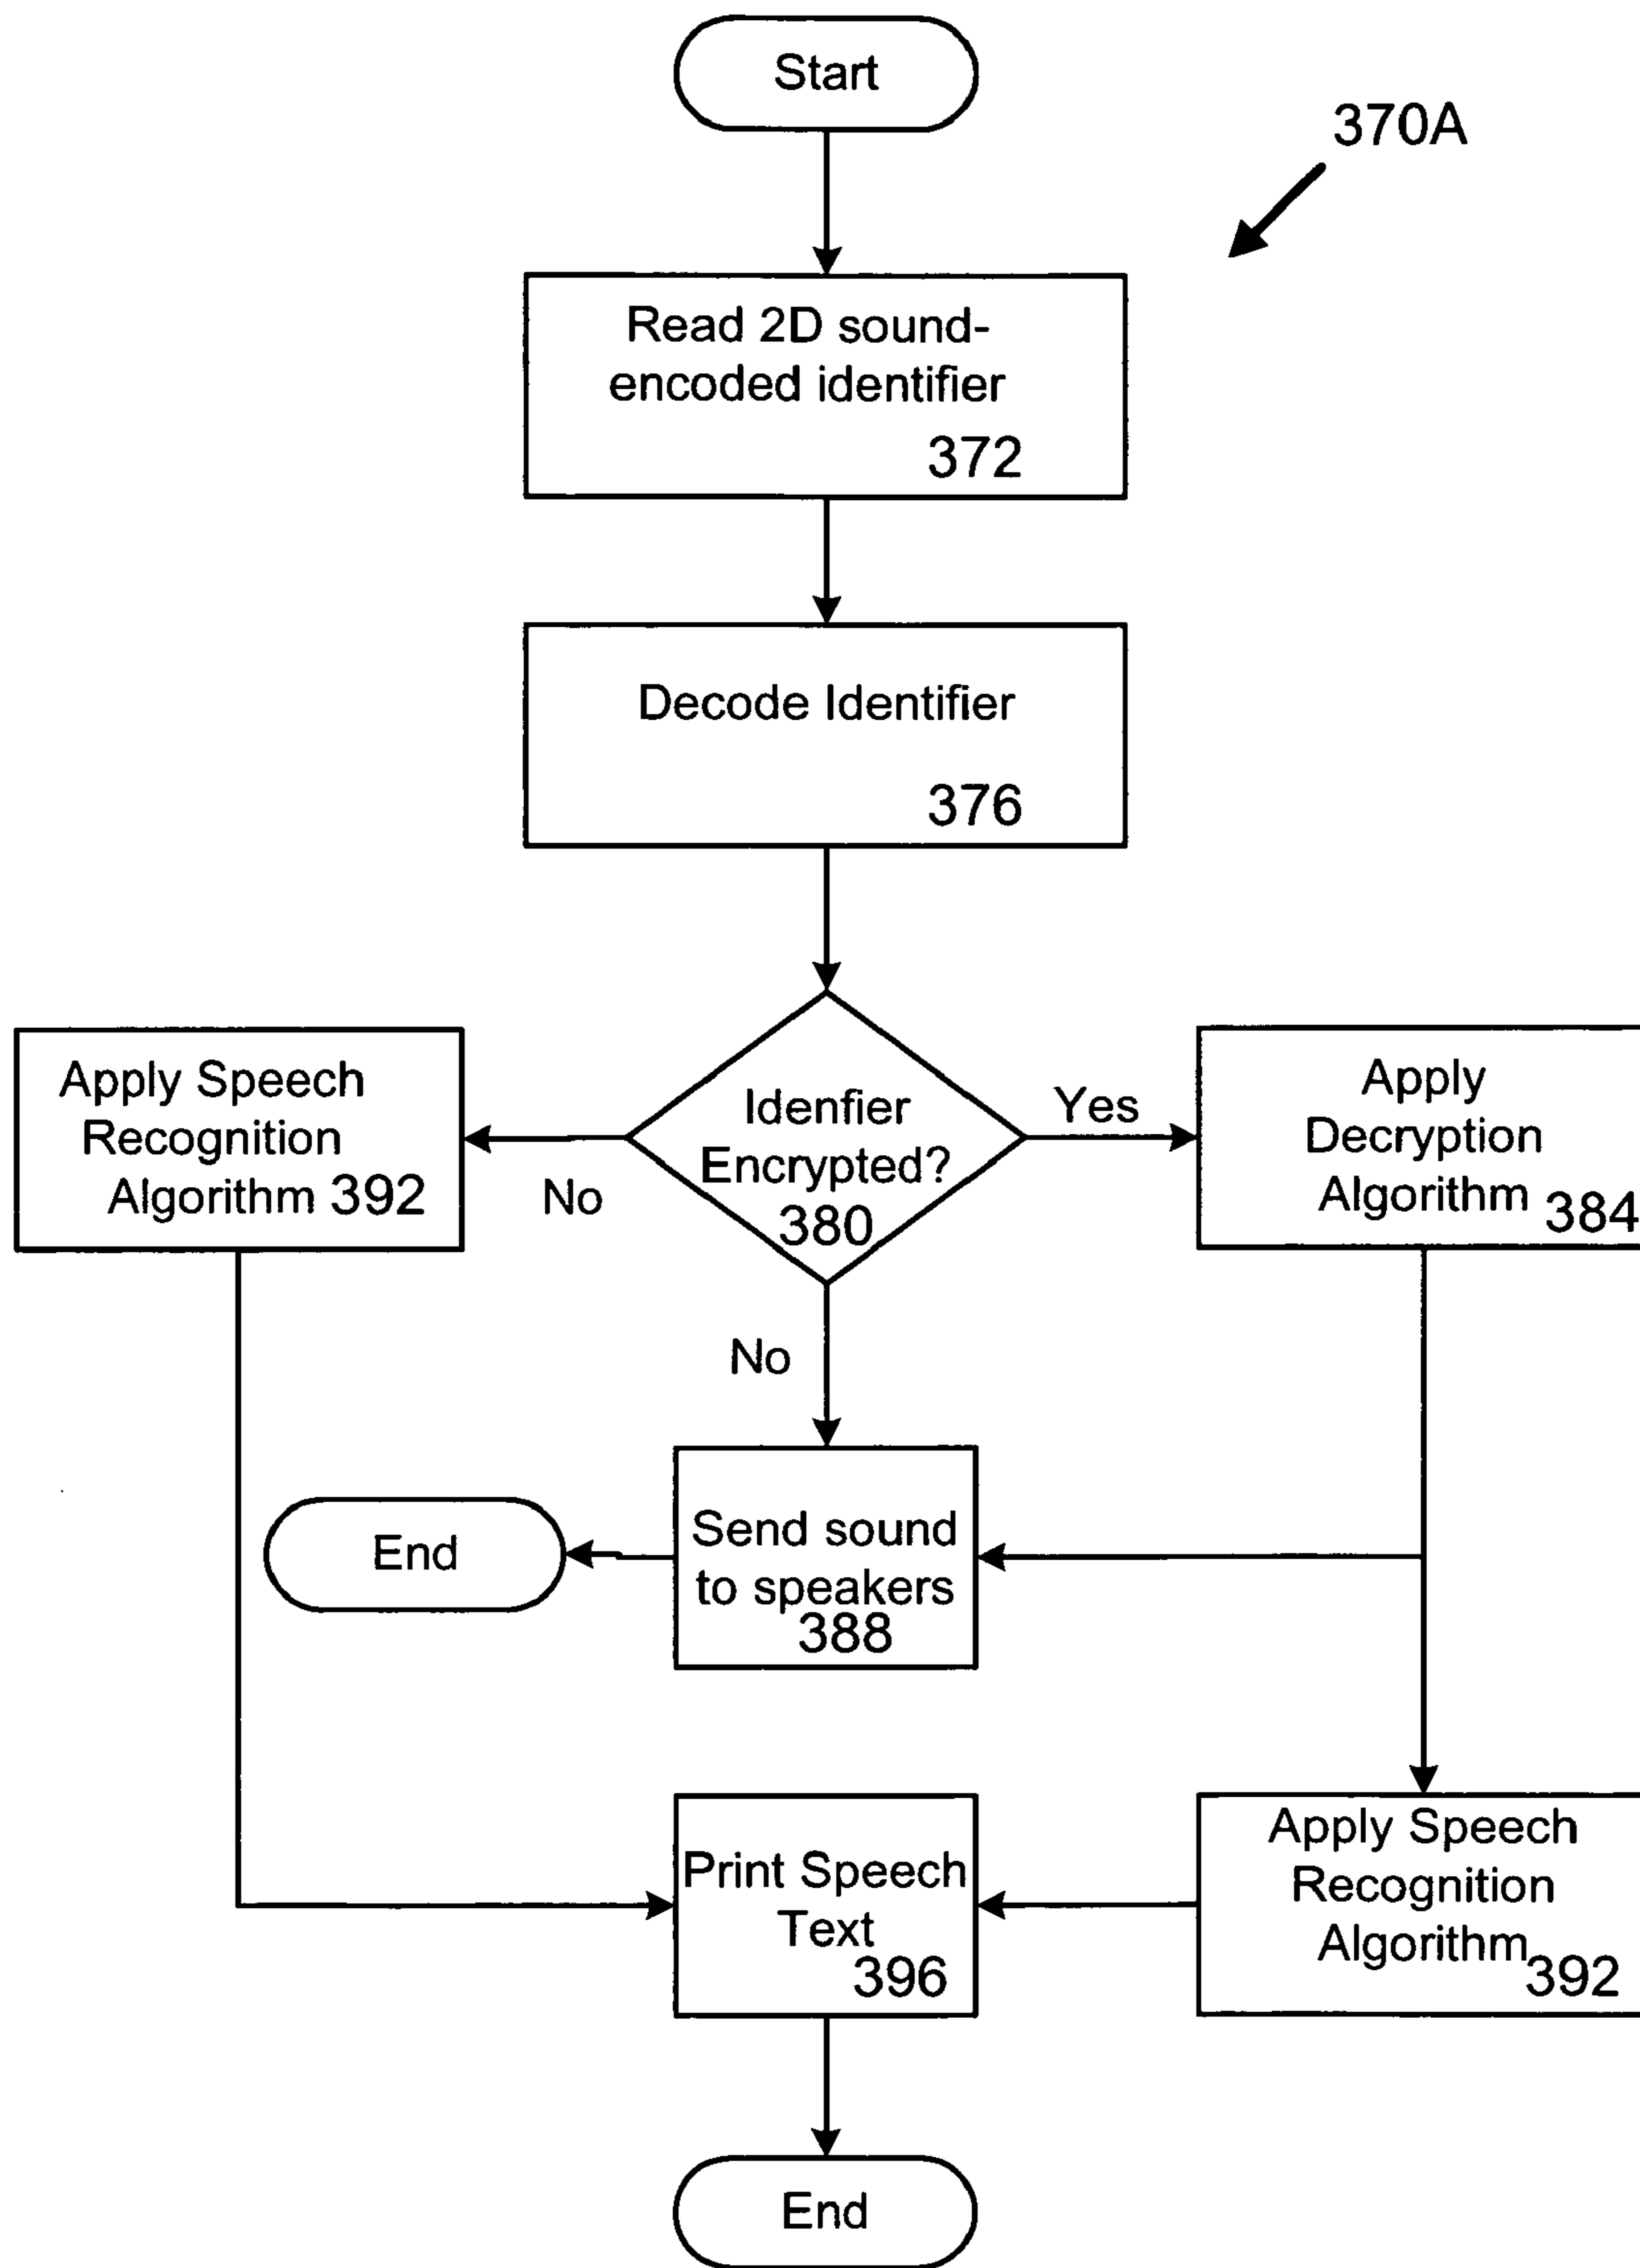 Start
370A
Read 2D sound-
encoded identifier
372
Decode Identifier
376
Apply Speech
Recognition
Algorithm 392
No
Idenfier
Encrypted?
380
Yes
Apply
Decryption
Algorithm 384
No
End
Send sound
to speakers
388
Print Speech
Text
396
Apply Speech
Recognition
Algorithm 392
End